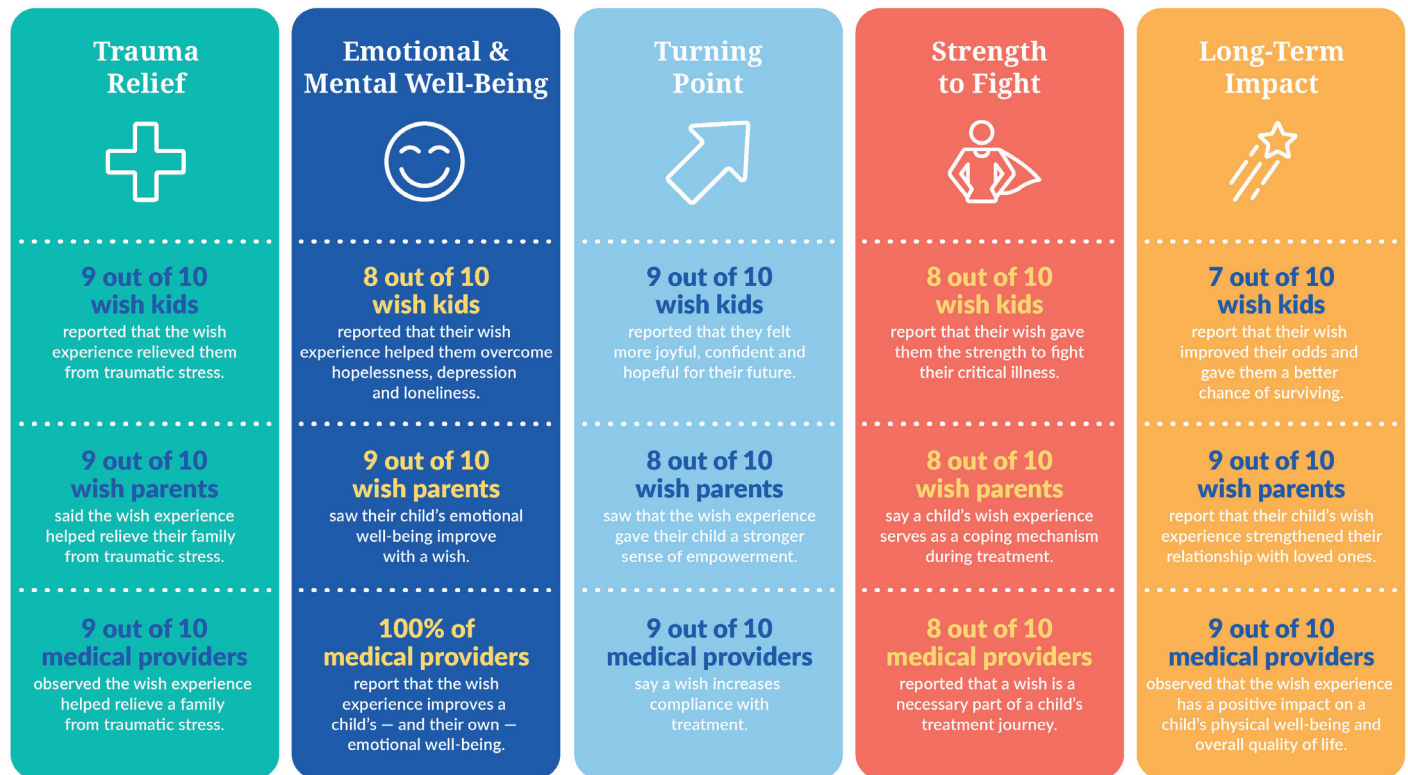 Trauma
Relief
9 out of 10
wish kids
reported that the wish
experience relieved them
from traumatic stress.
9 out of 10
wish parents
said the wish experience
helped relieve their family
from traumatic stress.
9 out of 10
medical providers
observed the wish experience
helped relieve a family
from traumatic stress.
Emotional &
Mental Well-Being
8 out of 10
wish kids
reported that their wish
experience helped them overcome
hopelessness, depression
and loneliness.
9 out of 10
wish parents
saw their child’s emotional
well-being improve
with a wish.
100% of
medical providers
report that the wish
experience improves a
child’s — and their own —
emotional well-being.
Turning
Point
9 out of 10
wish kids
reported that they felt
more joyful, confident and
hopeful for their future.
8 out of 10
wish parents
saw that the wish experience
gave their child a stronger
sense of empowerment.
9 out of 10
medical providers
say a wish increases
compliance with
treatment.
Strength
to Fight
8 out of 10
wish kids
report that their wish gave
them the strength to fight
their critical illness.
8 out of 10
wish parents
say a child’s wish experience
serves as a coping mechanism
during treatment.
8 out of 10
medical providers
reported that a wish is a
necessary part of a child’s
treatment journey.
Long-Term
Impact
7 out of 10
wish kids
report that their wish
improved their odds and
gave them a better
chance of surviving.
9 out of 10
wish parents
report that their child’s wish
experience strengthened their
relationship with loved ones.
9 out of 10
medical providers
observed that the wish experience
has a positive impact on a
child’s physical well-being and
overall quality of life.